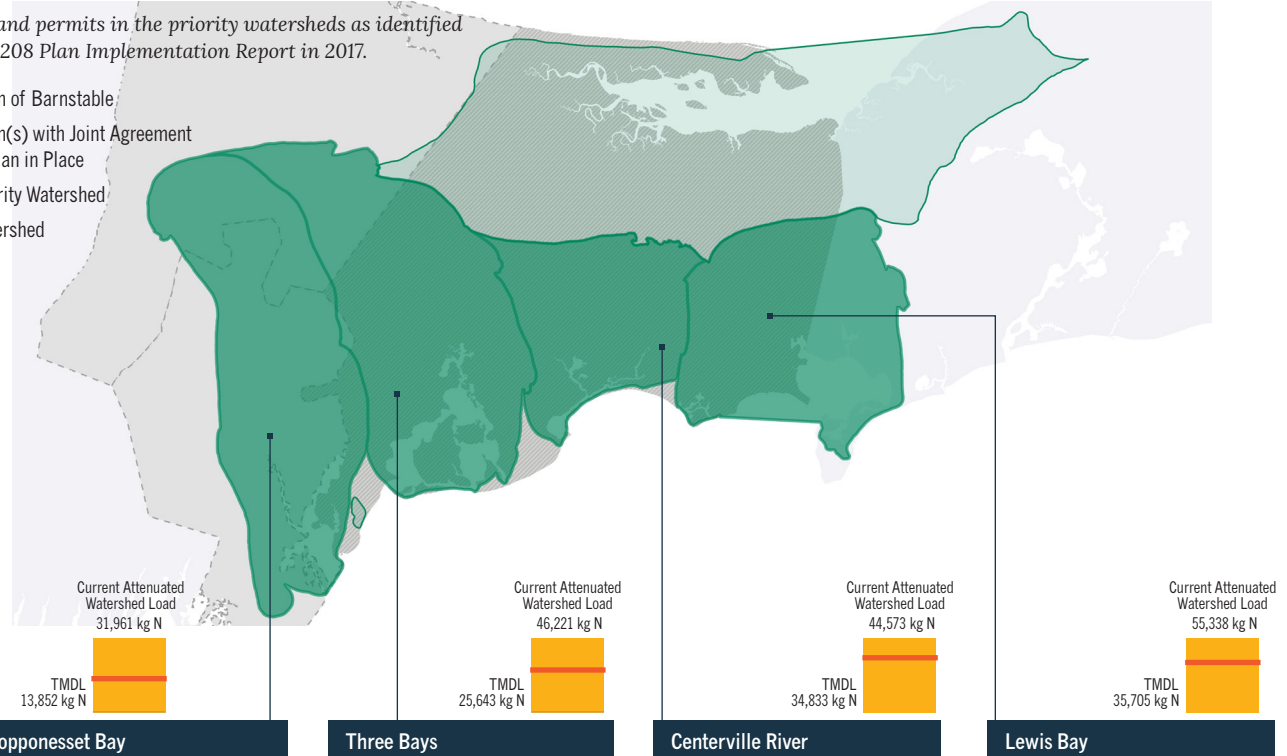 and permits in the priority watersheds as identified
208 Plan Implementation Report in 2017.
of Barnstable
with Joint Agreement
in Place
Watershed
Current Attenuated
Watershed Load
31,961 kg N
TMDL
13,852 kg N
Current Attenuated
Watershed Load
46,221 kg N
TMDL
25,643 kg N
Current Attenuated
Watershed Load
44,573 kg N
TMDL
34,833 kg N
Current Attenuated
Watershed Load
55,338 kg N
TMDL
35,705 kg N
opponesset Bay
Three Bays
Centerville River
Lewis Bay